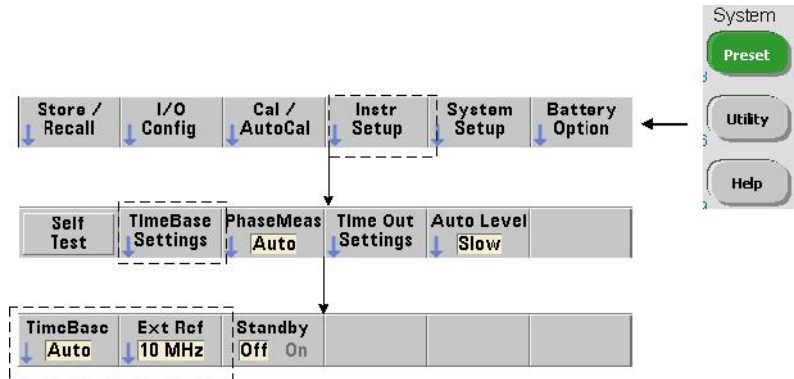 System
Preset
Utility
Help
Store / Recall
I/O Config
Cal / AutoCal
Instr Setup
System Setup
Battery Option
Self Test
TimeBase Settings
PhaseMeas Auto
Time Out Settings
Auto Level Slow
TimeBase Auto
Ext Ref 10 MHz
Standby Off On